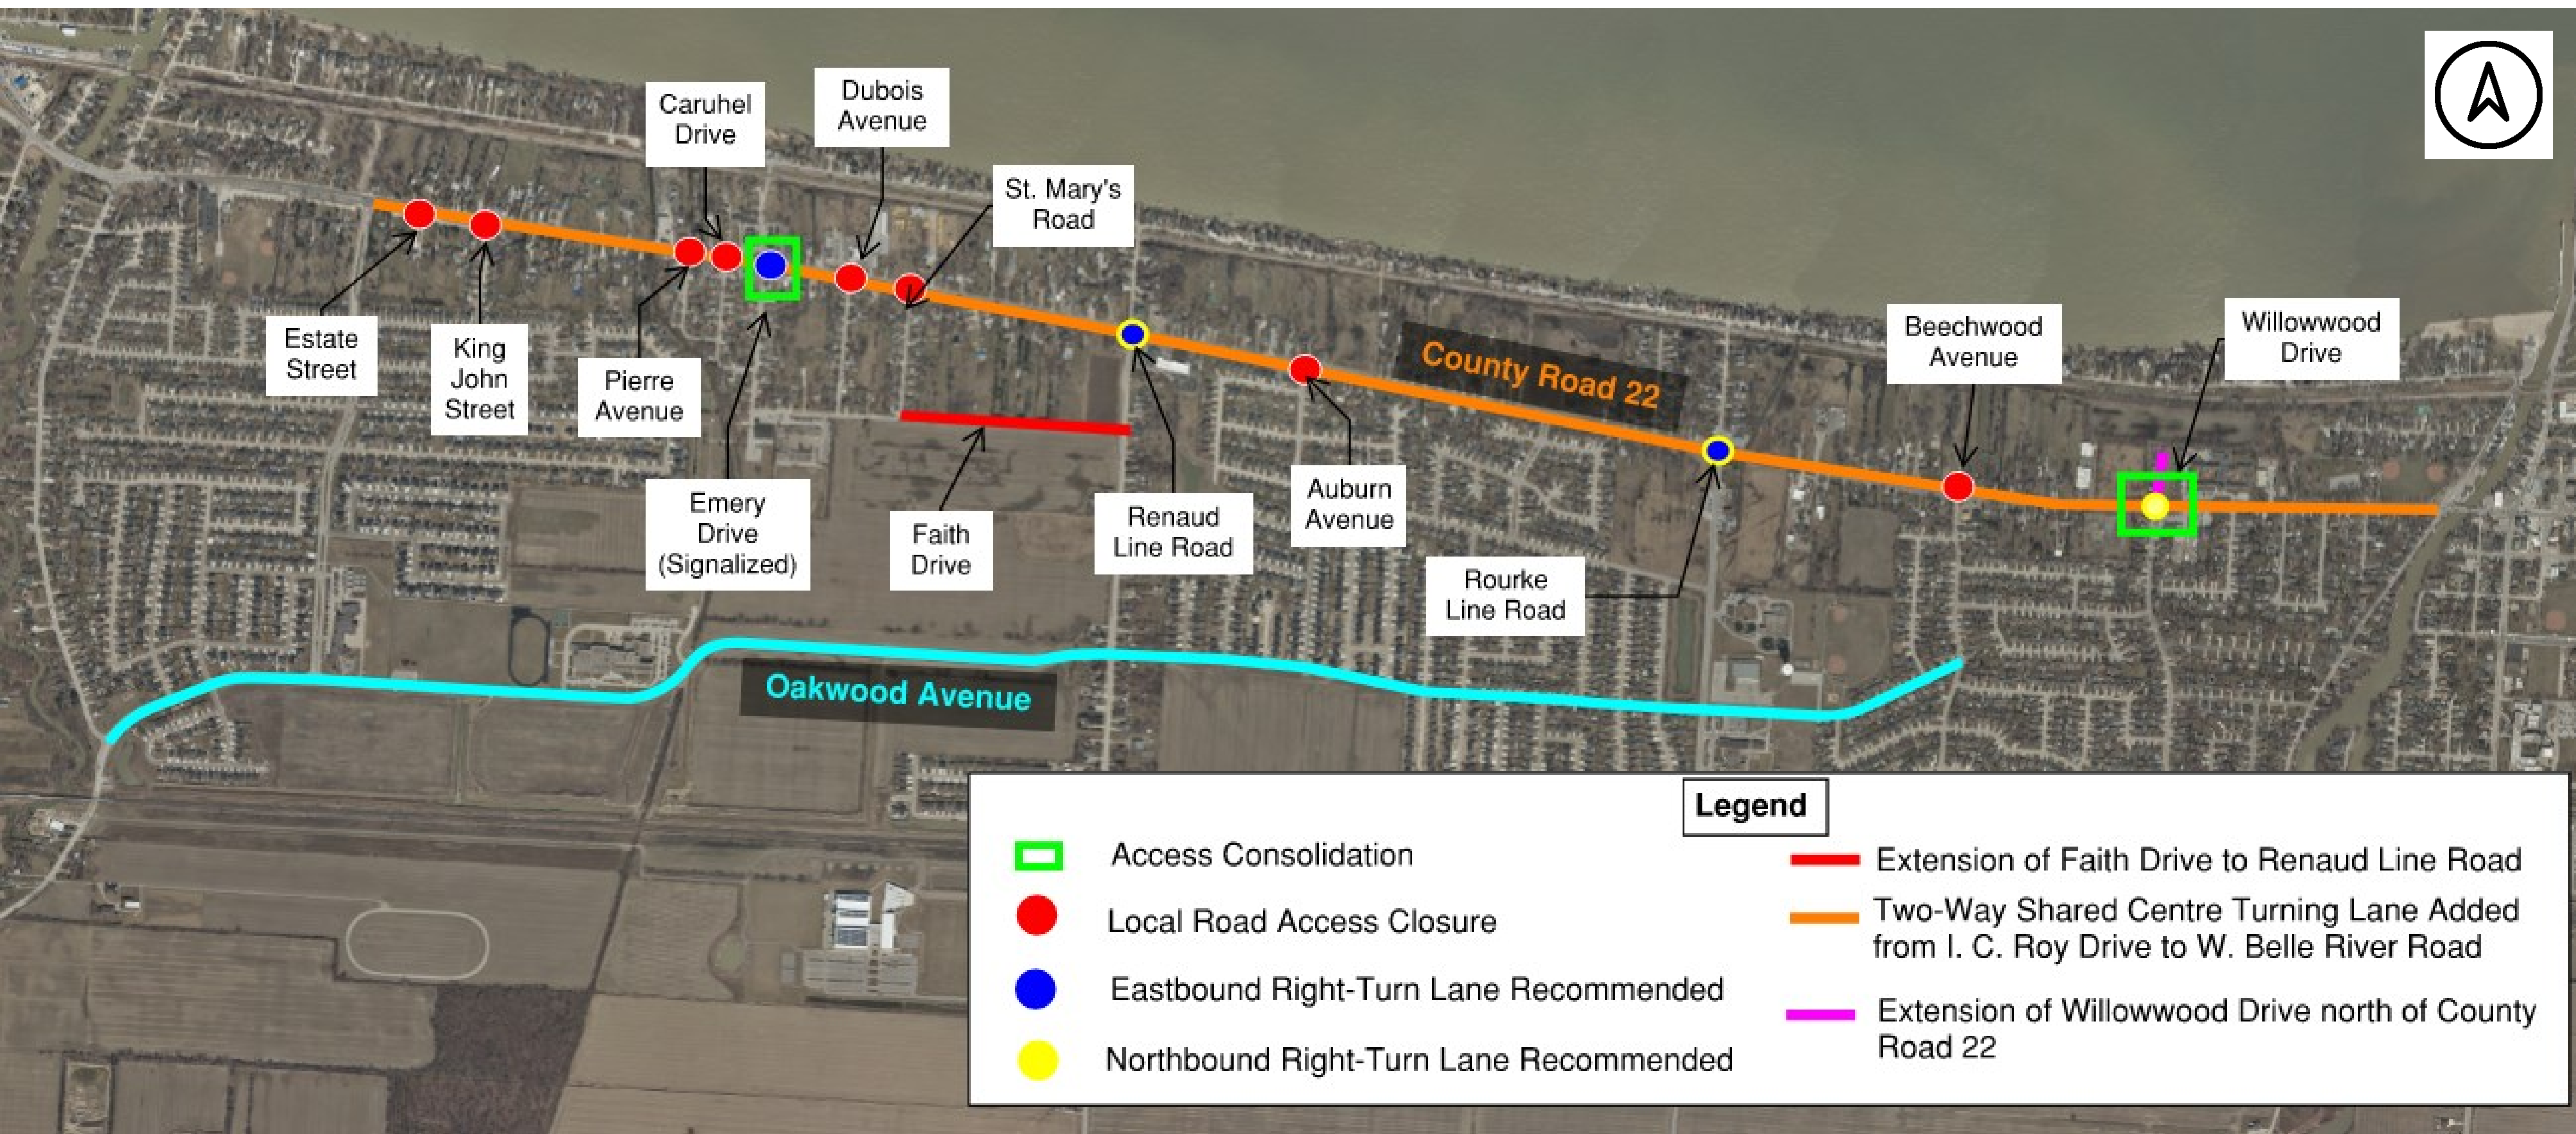 Caruhel
Drive
Dubois
Avenue
St. Mary's
Road
Estate
Street
King
John
Street
Pierre
Avenue
Emery
Drive
(Signalized)
Faith
Drive
Renaud
Line Road
Auburn
Avenue
County Road 22
Rourke
Line Road
Beechwood
Avenue
Willowwood
Drive
Oakwood Avenue
Legend
Access Consolidation
Local Road Access Closure
Eastbound Right-Turn Lane Recommended
Northbound Right-Turn Lane Recommended
Extension of Faith Drive to Renaud Line Road
Two-Way Shared Centre Turning Lane Added
from I. C. Roy Drive to W. Belle River Road
Extension of Willowwood Drive north of County
Road 22